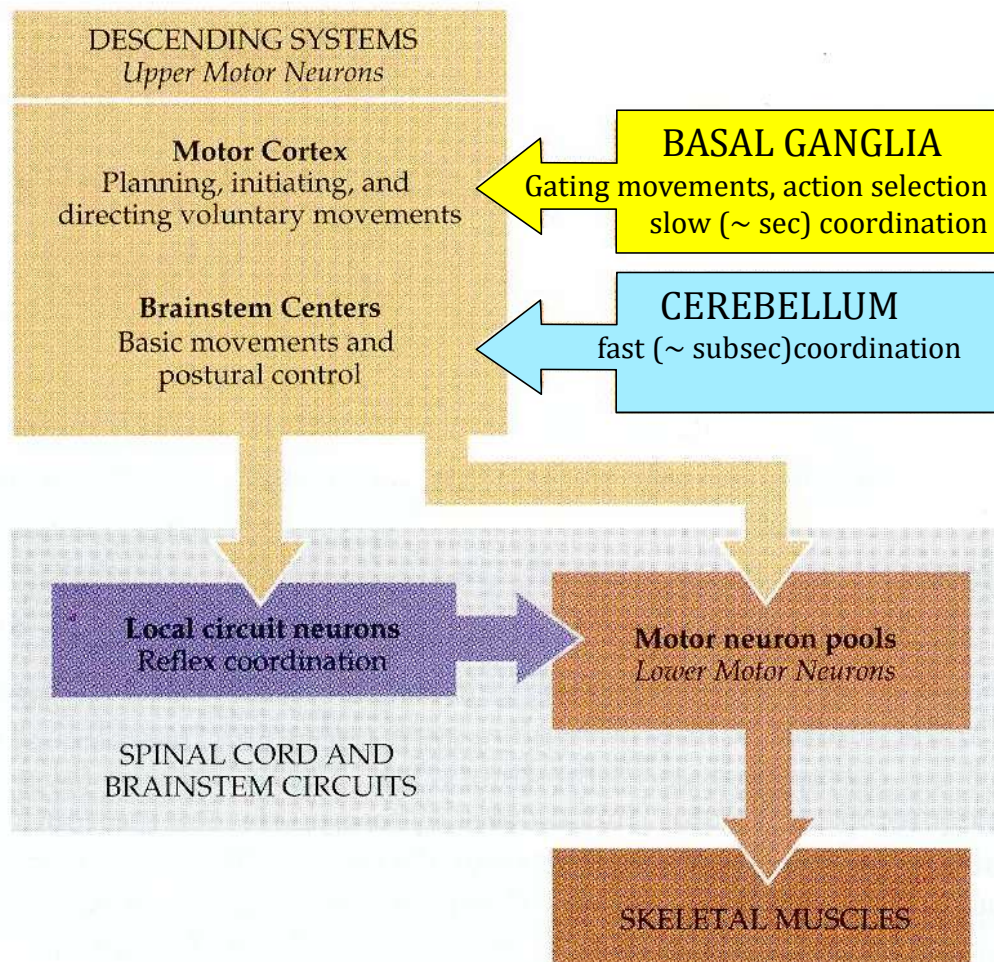 DESCENDING SYSTEMS
Upper Motor Neurons
Motor Cortex
Planning, initiating, and
directing voluntary movements
BASAL GANGLIA
Gating movements, action selection
slow (~ sec) coordination
Brainstem Centers
Basic movements and
postural control
CEREBELLUM
fast (~ subsec)coordination
Local circuit neurons
Reflex coordination
Motor neuron pools
Lower Motor Neurons
SPINAL CORD AND
BRAINSTEM CIRCUITS
SKELETAL MUSCLES